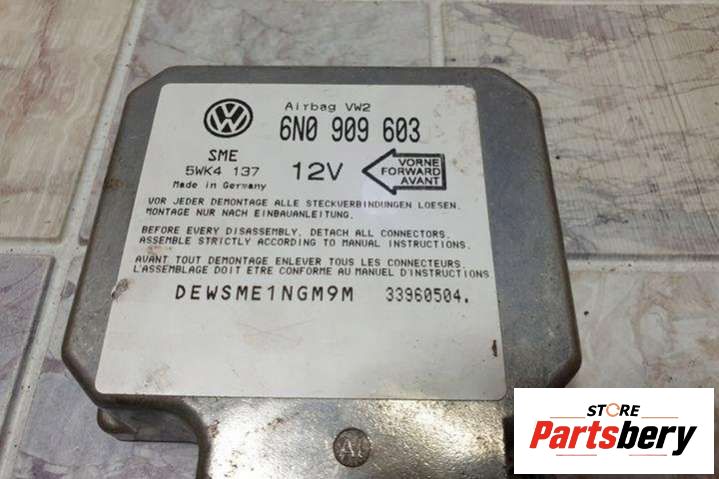 Airbag VW2
6N0 909 603
SME
5WK4 137
Made in Germany
12V
VORNE
FORWARD
AVANT
VOR JEDER DEMONTAGE ALLE STECKVERBINDUNGEN LOESEN.
MONTAGE NUR NACH EINBAUANLEITUNG.
BEFORE EVERY DISASSEMBLY, DETACH ALL CONNECTORS.
ASSEMBLE STRICTLY ACCORDING TO MANUAL INSTRUCTIONS.
AVANT TOUT DEMONTAGE ENLEVER TOUS LES CONNECTEURS.
L'ASSEMBLAGE DOIT ETRE CONFORME AU MANUEL D'INSTRUCTIONS
DEWSME1NGM9M 33960504.
STORE
Partsbery